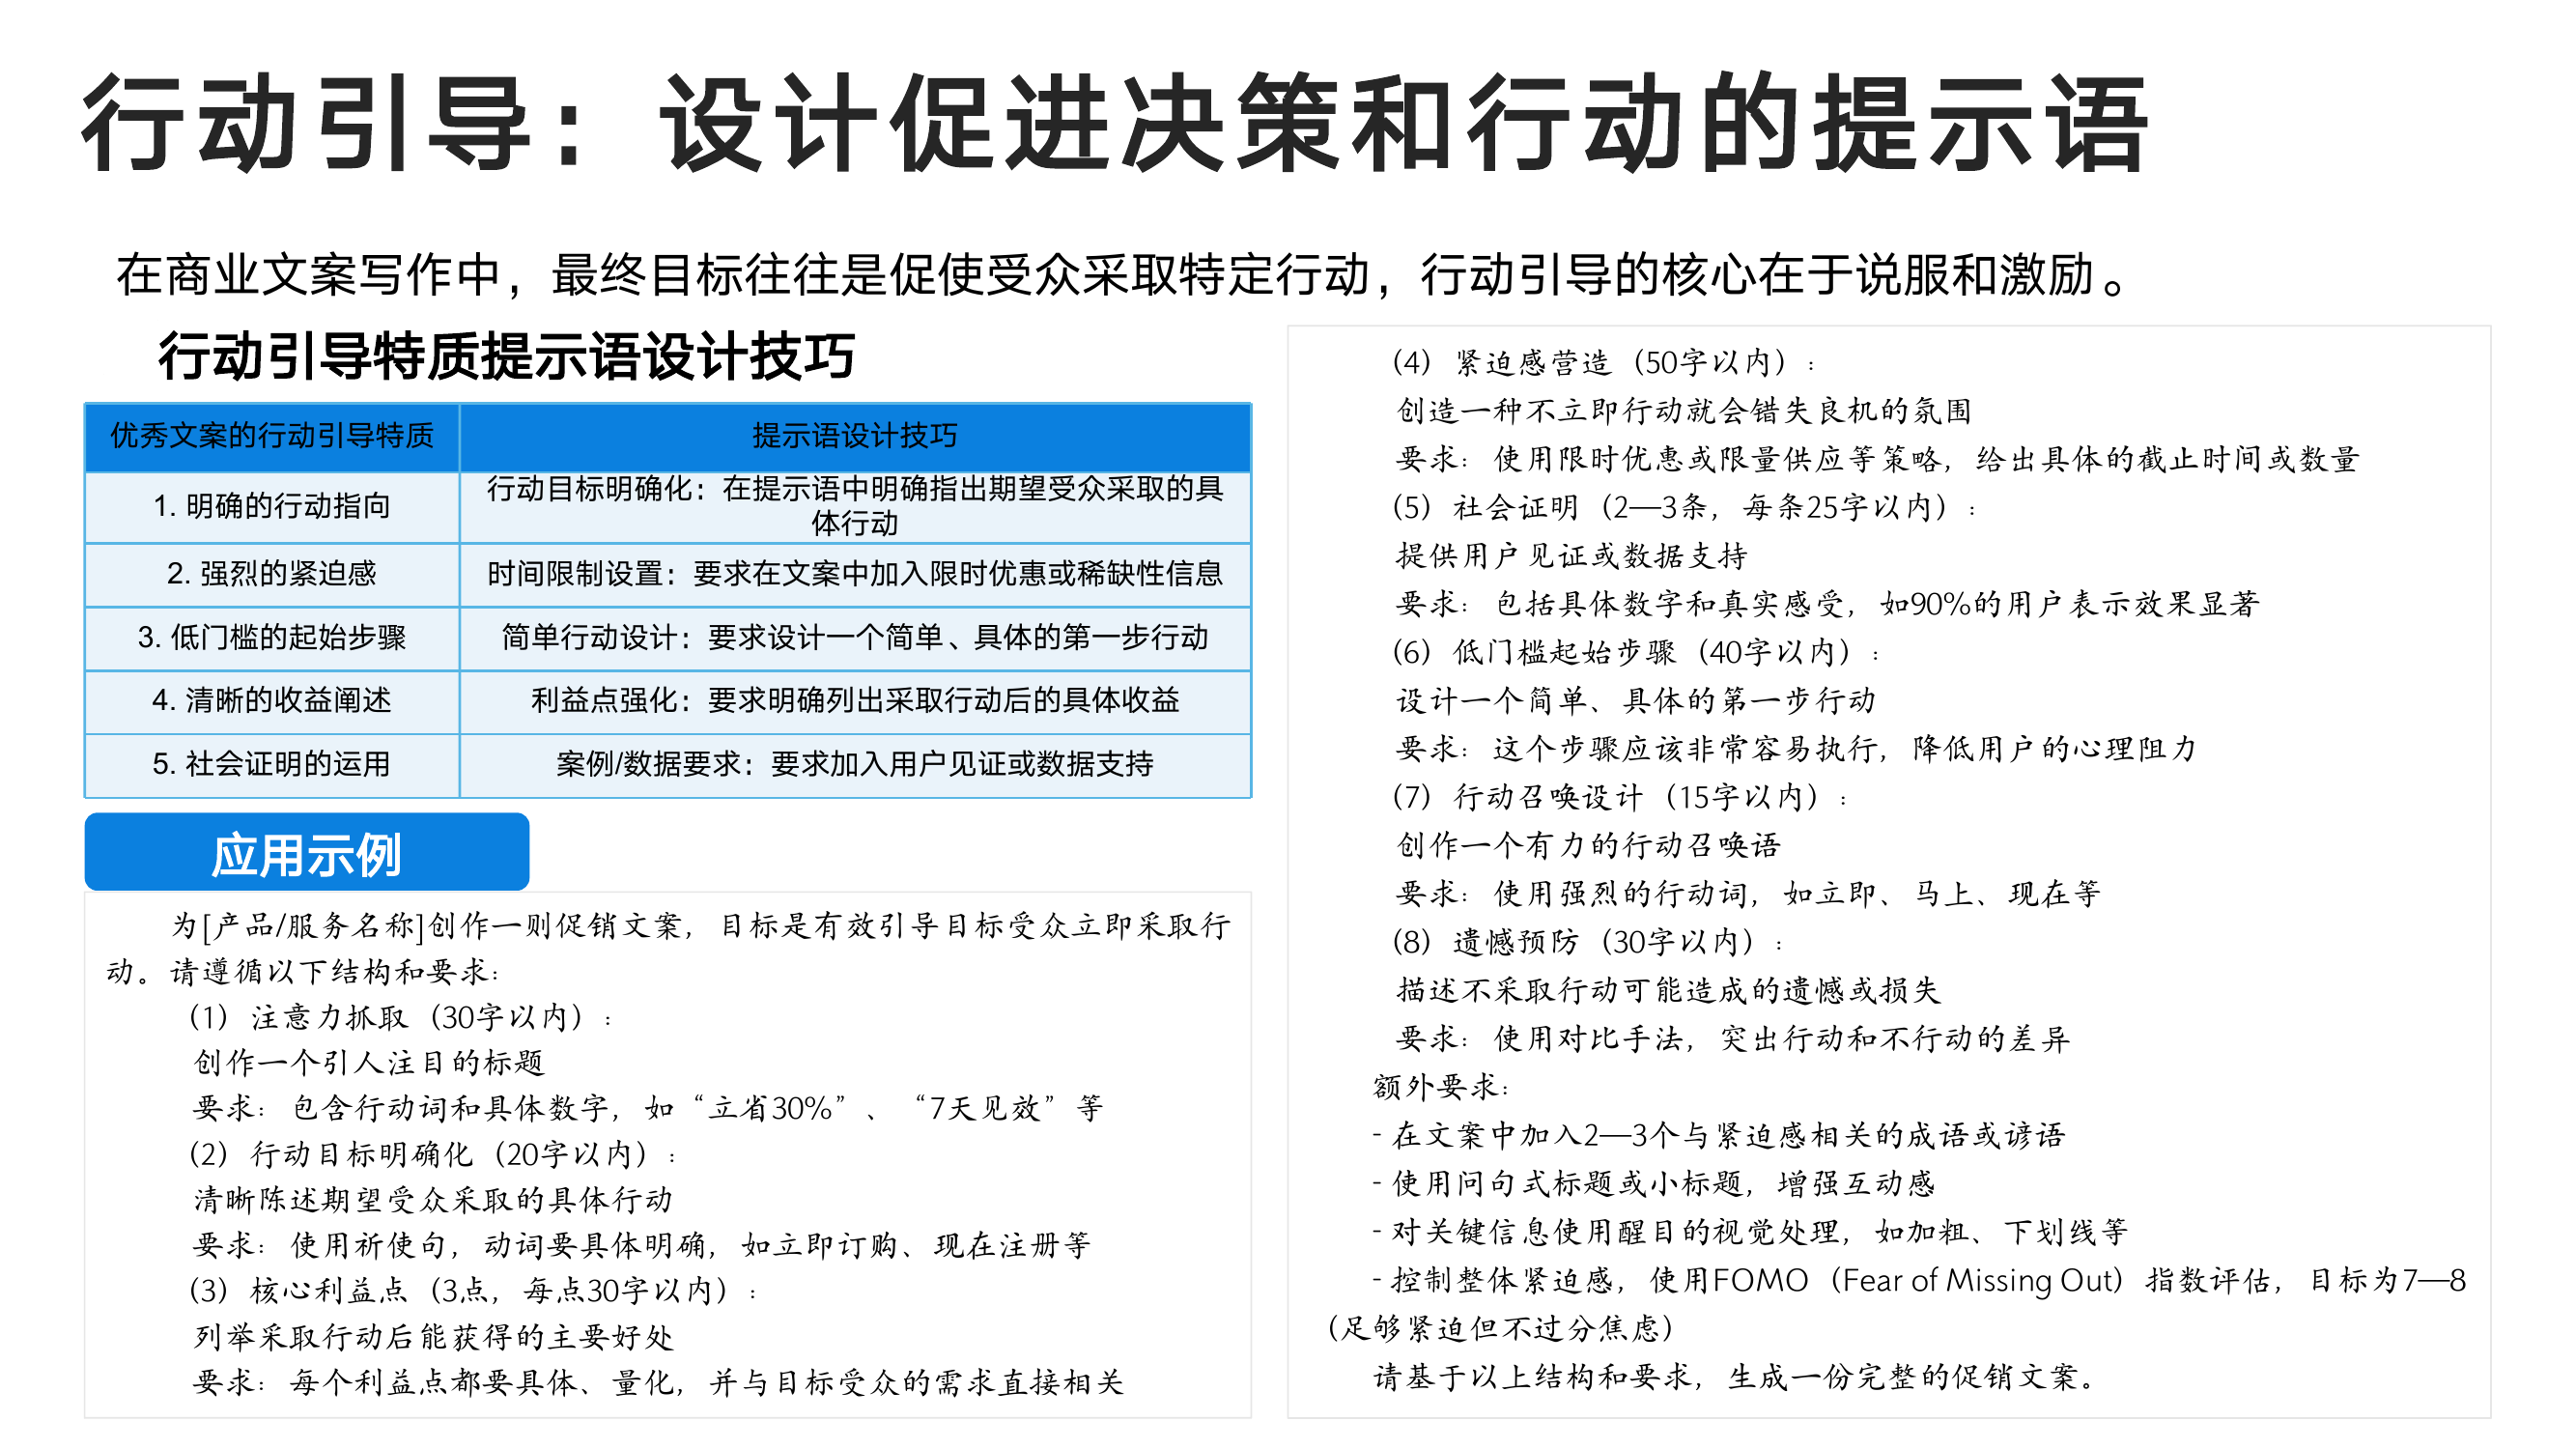 行动引导：设计促进决策和行动的提示语
在商业文案写作中，最终目标往往是促使受众采取特定行动，行动引导的核心在于说服和激励。
行动引导特质提示语设计技巧
优秀文案的行动引导特质
提示语设计技巧
1. 明确的行动指向
行动目标明确化：在提示语中明确指出期望受众采取的具
体行动
2. 强烈的紧迫感
时间限制设置：要求在文案中加入限时优惠或稀缺性信息
3. 低门槛的起始步骤
简单行动设计：要求设计一个简单、具体的第一步行动
4. 清晰的收益阐述
利益点强化：要求明确列出采取行动后的具体收益
5. 社会证明的运用
案例/数据要求：要求加入用户见证或数据支持
应用示例
为[产品/服务名称]创作一则促销文案，目标是有效引导目标受众立即采取行
动。请遵循以下结构和要求：
（1）注意力抓取（30字以内）：
创作一个引人注目的标题
要求：包含行动词和具体数字，如“立省30%”、“7天见效”等
（2）行动目标明确化（20字以内）：
清晰陈述期望受众采取的具体行动
要求：使用祈使句，动词要具体明确，如立即订购、现在注册等
（3）核心利益点（3点，每点30字以内）：
列举采取行动后能获得的主要好处
要求：每个利益点都要具体、量化，并与目标受众的需求直接相关
（4）紧迫感营造（50字以内）：
创造一种不立即行动就会错失良机的氛围
要求：使用限时优惠或限量供应等策略，给出具体的截止时间或数量
（5）社会证明（2—3条，每条25字以内）：
提供用户见证或数据支持
要求：包括具体数字和真实感受，如90%的用户表示效果显著
（6）低门槛起始步骤（40字以内）：
设计一个简单、具体的第一步行动
要求：这个步骤应该非常容易执行，降低用户的心理阻力
（7）行动召唤设计（15字以内）：
创作一个有力的行动召唤语
要求：使用强烈的行动词，如立即、马上、现在等
（8）遗憾预防（30字以内）：
描述不采取行动可能造成的遗憾或损失
要求：使用对比手法，突出行动和不行动的差异
额外要求：
- 在文案中加入2—3个与紧迫感相关的成语或谚语
- 使用问句式标题或小标题，增强互动感
- 对关键信息使用醒目的视觉处理，如加粗、下划线等
- 控制整体紧迫感，使用FOMO（Fear of Missing Out）指数评估，目标为7—8
（足够紧迫但不过分焦虑）
请基于以上结构和要求，生成一份完整的促销文案。